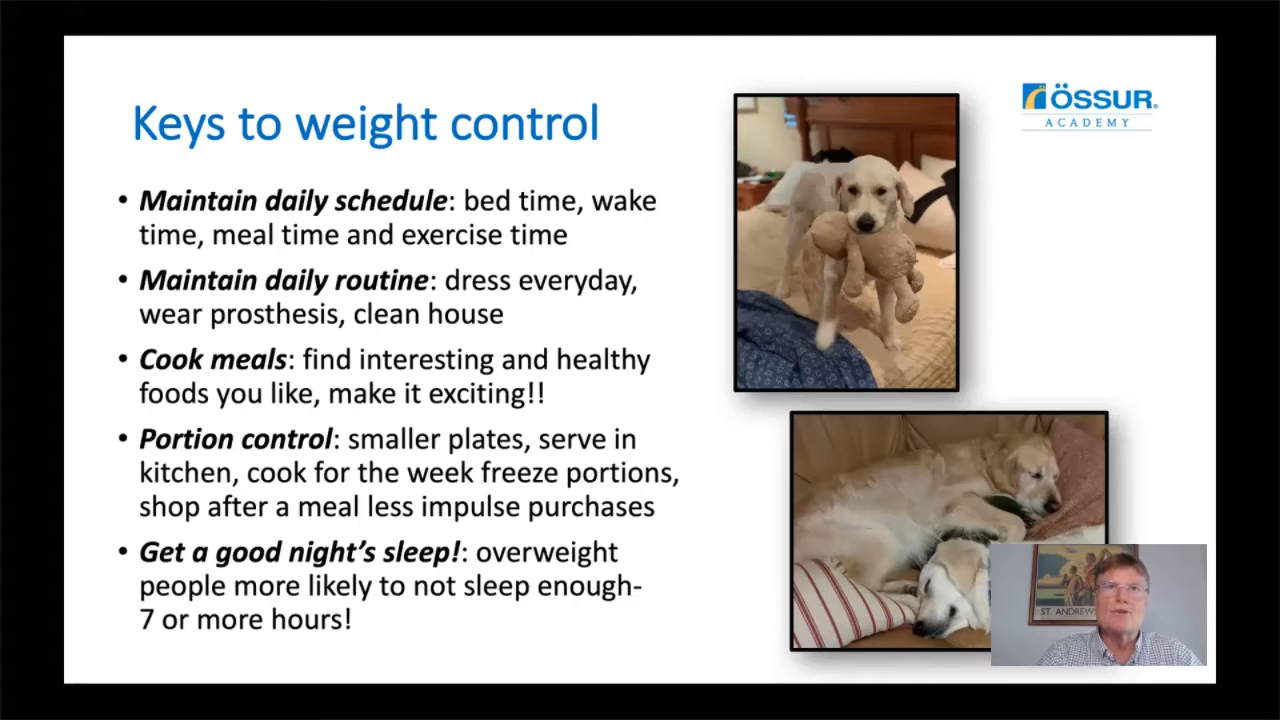 Keys to weight control
ÖSSUR®
ACADEMY
• Maintain daily schedule: bed time, wake
time, meal time and exercise time
• Maintain daily routine: dress everyday,
wear prosthesis, clean house
• Cook meals: find interesting and healthy
foods you like, make it exciting!!
• Portion control: smaller plates, serve in
kitchen, cook for the week freeze portions,
shop after a meal less impulse purchases
• Get a good night’s sleep!: overweight
people more likely to not sleep enough-
7 or more hours!
ST. ANDREWS